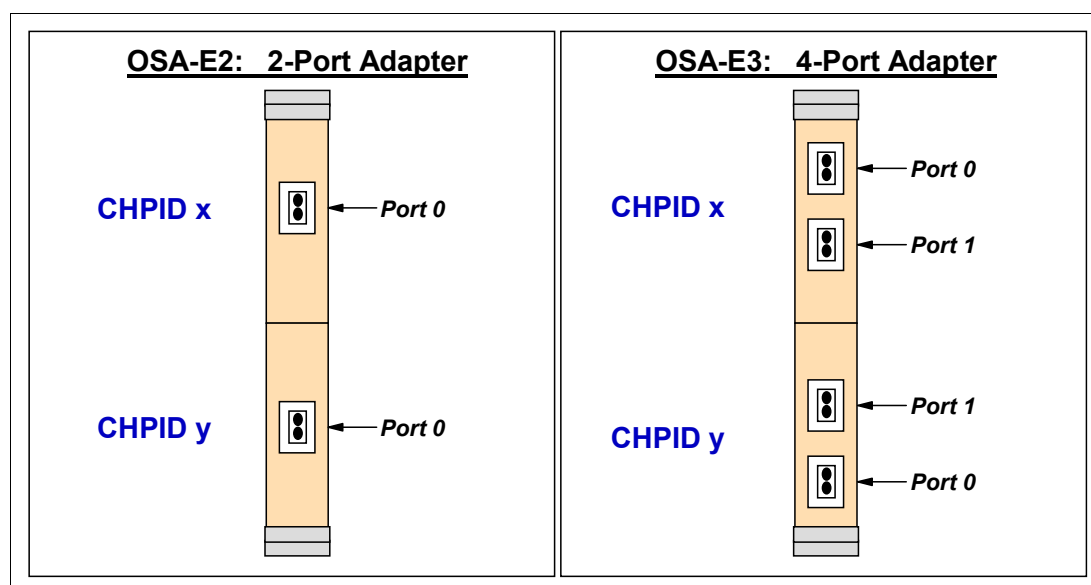 OSA-E2: 2-Port Adapter
CHPID x
Port 0
CHPID y
Port 0
OSA-E3: 4-Port Adapter
CHPID x
Port 0
Port 1
CHPID y
Port 1
Port 0